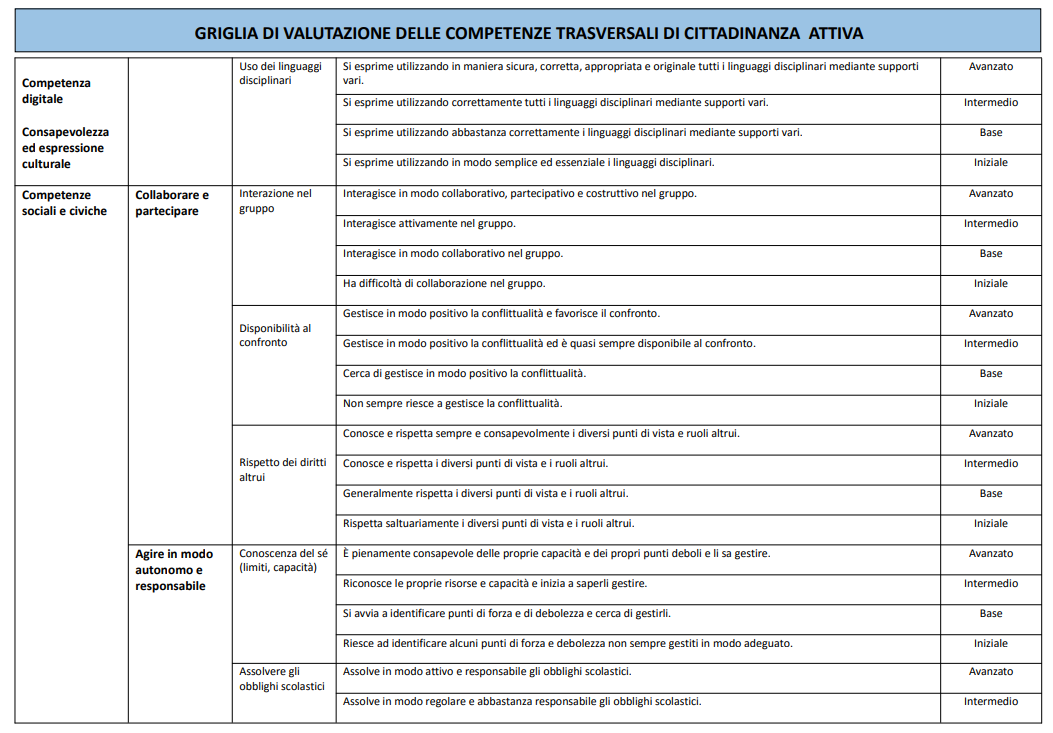 GRIGLIA DI VALUTAZIONE DELLE COMPETENZE TRASVERSALI DI CITTADINANZA ATTIVA
Competenza
digitale
Consapevolezza
ed espressione
culturale
Uso dei linguaggi
disciplinari
Si esprime utilizzando in maniera sicura, corretta, appropriata e originale tutti i linguaggi disciplinari mediante supporti
vari.
Avanzato
Si esprime utilizzando correttamente tutti i linguaggi disciplinari mediante supporti vari.
Intermedio
Si esprime utilizzando abbastanza correttamente i linguaggi disciplinari mediante supporti vari.
Base
Si esprime utilizzando in modo semplice ed essenziale i linguaggi disciplinari.
Iniziale
Competenze
sociali e civiche
Collaborare e
partecipare
Interazione nel
gruppo
Interagisce in modo collaborativo, partecipativo e costruttivo nel gruppo.
Avanzato
Interagisce attivamente nel gruppo.
Intermedio
Interagisce in modo collaborativo nel gruppo.
Base
Ha difficoltà di collaborazione nel gruppo.
Iniziale
Disponibilità al
confronto
Gestisce in modo positivo la conflittualità e favorisce il confronto.
Avanzato
Gestisce in modo positivo la conflittualità ed è quasi sempre disponibile al confronto.
Intermedio
Cerca di gestisce in modo positivo la conflittualità.
Base
Non sempre riesce a gestisce la conflittualità.
Iniziale
Rispetto dei diritti
altrui
Conosce e rispetta sempre e consapevolmente i diversi punti di vista e ruoli altrui.
Avanzato
Conosce e rispetta i diversi punti di vista e i ruoli altrui.
Intermedio
Generalmente rispetta i diversi punti di vista e i ruoli altrui.
Base
Rispetta saltuariamente i diversi punti di vista e i ruoli altrui.
Iniziale
Agire in modo
autonomo e
responsabile
Conoscenza del sé
(limiti, capacità)
È pienamente consapevole delle proprie capacità e dei propri punti deboli e li sa gestire.
Avanzato
Riconosce le proprie risorse e capacità e inizia a saperli gestire.
Intermedio
Si avvia a identificare punti di forza e di debolezza e cerca di gestirli.
Base
Riesce ad identificare alcuni punti di forza e debolezza non sempre gestiti in modo adeguato.
Iniziale
Assolvere gli
obblighi scolastici
Assolve in modo attivo e responsabile gli obblighi scolastici.
Avanzato
Assolve in modo regolare e abbastanza responsabile gli obblighi scolastici.
Intermedio